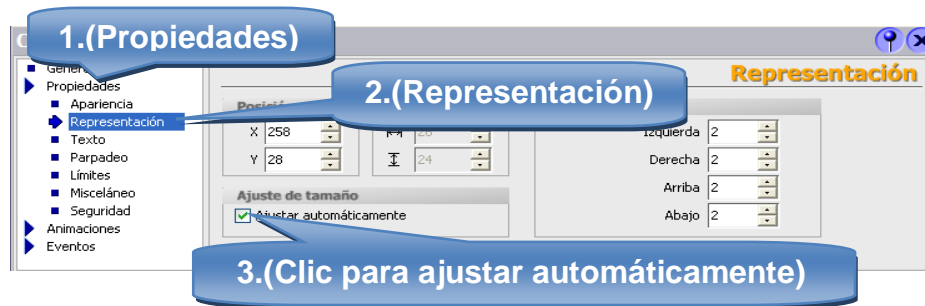 1.(Propiedades)
Representación
2.(Representación)
Propiedades
Apariencia
Representación
Texto
Parpadeo
Límites
Misceláneo
Seguridad
Animaciones
Eventos
X 258
Y 28
24
Ajuste de tamaño
Ajustar automáticamente
Izquierda 2
Derecha 2
Arriba 2
Abajo 2
3.(Clic para ajustar automáticamente)